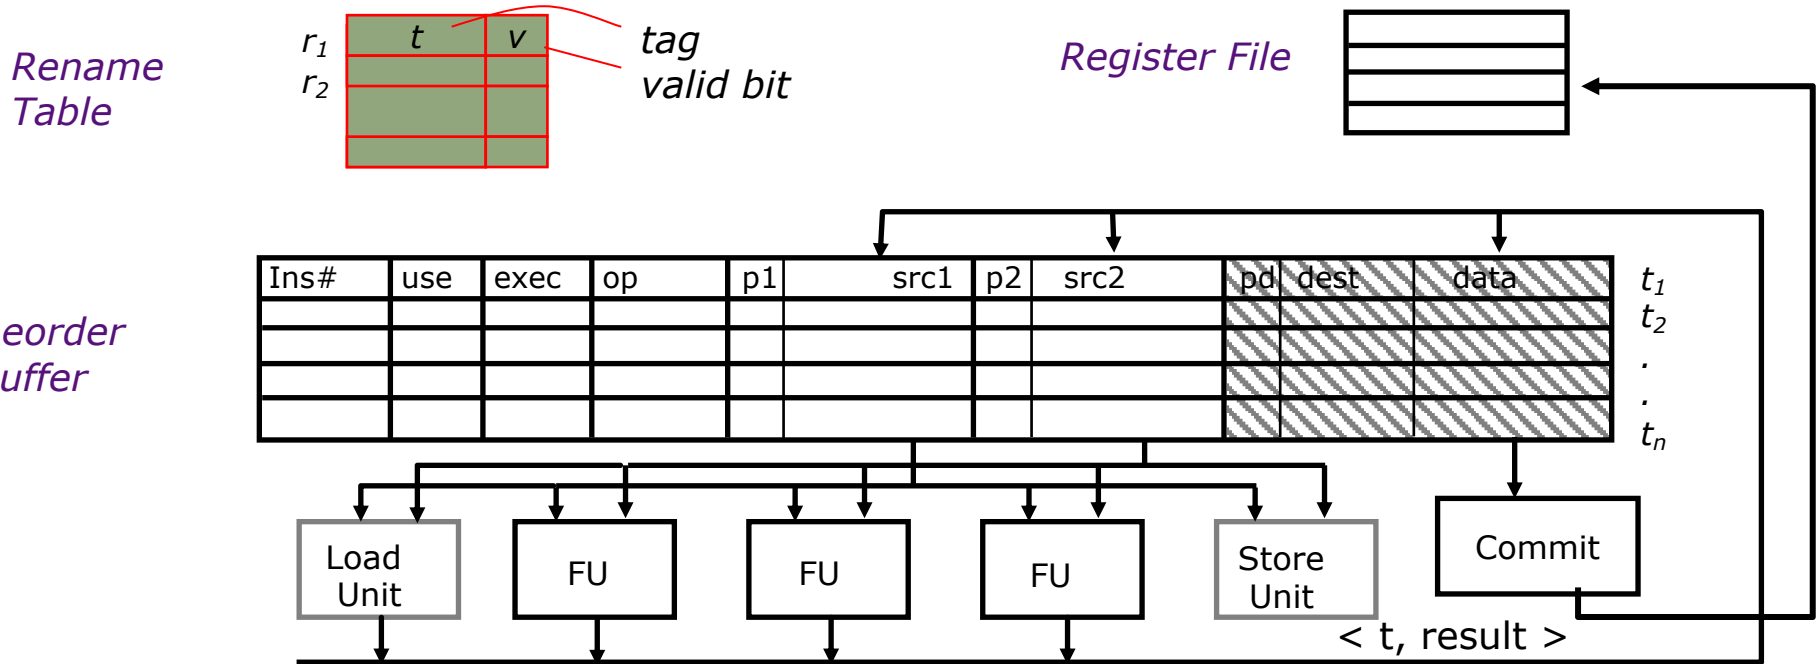 Rename
Table
r1 t v
r2
tag
valid bit
Register File
eorder
uffer
Ins# use exec op p1 src1 p2 src2 pd dest data
t1
t2
.
.
tn
Load
Unit
FU
FU
FU
Store
Unit
Commit
< t, result >